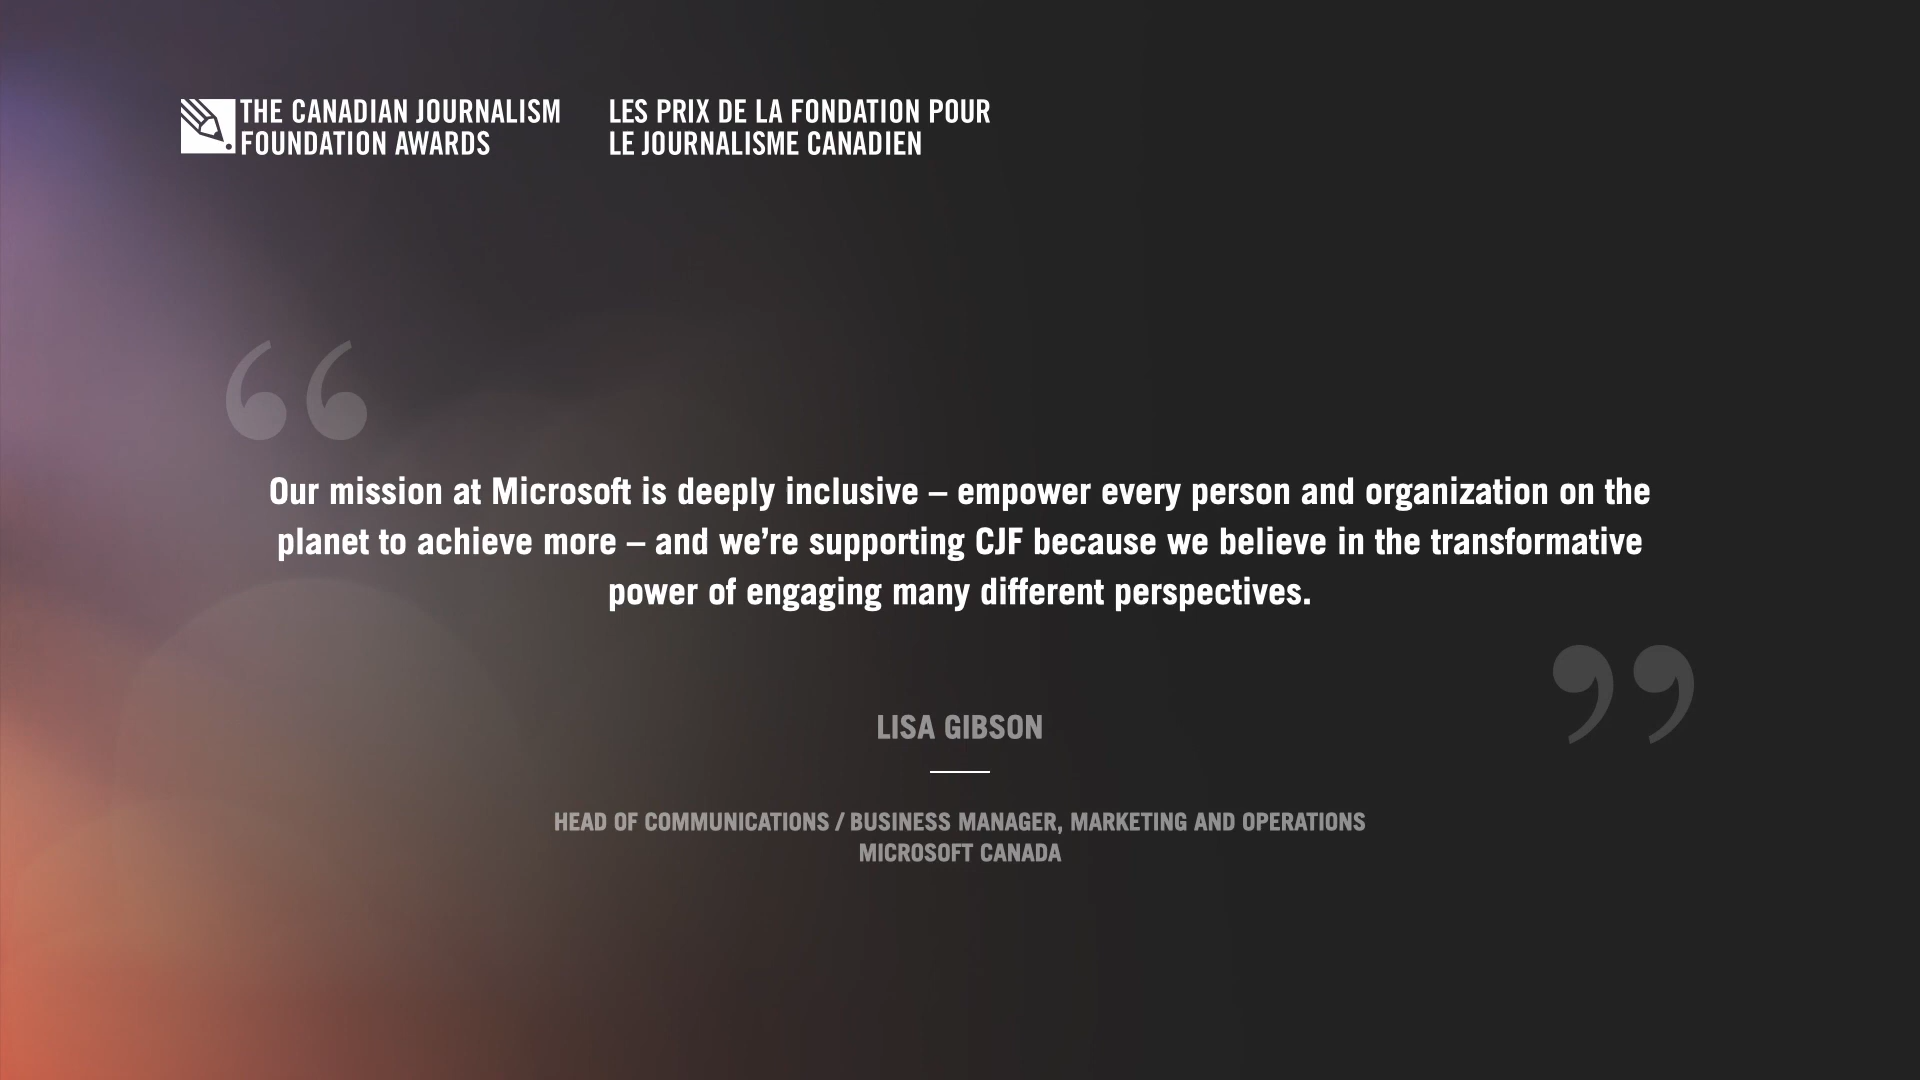 THE CANADIAN JOURNALISM
FOUNDATION AWARDS
LES PRIX DE LA FONDATION POUR
LE JOURNALISME CANADIEN
“
Our mission at Microsoft is deeply inclusive – empower every person and organization on the
planet to achieve more – and we’re supporting CJF because we believe in the transformative
power of engaging many different perspectives.
”
LISA GIBSON
HEAD OF COMMUNICATIONS / BUSINESS MANAGER, MARKETING AND OPERATIONS
MICROSOFT CANADA